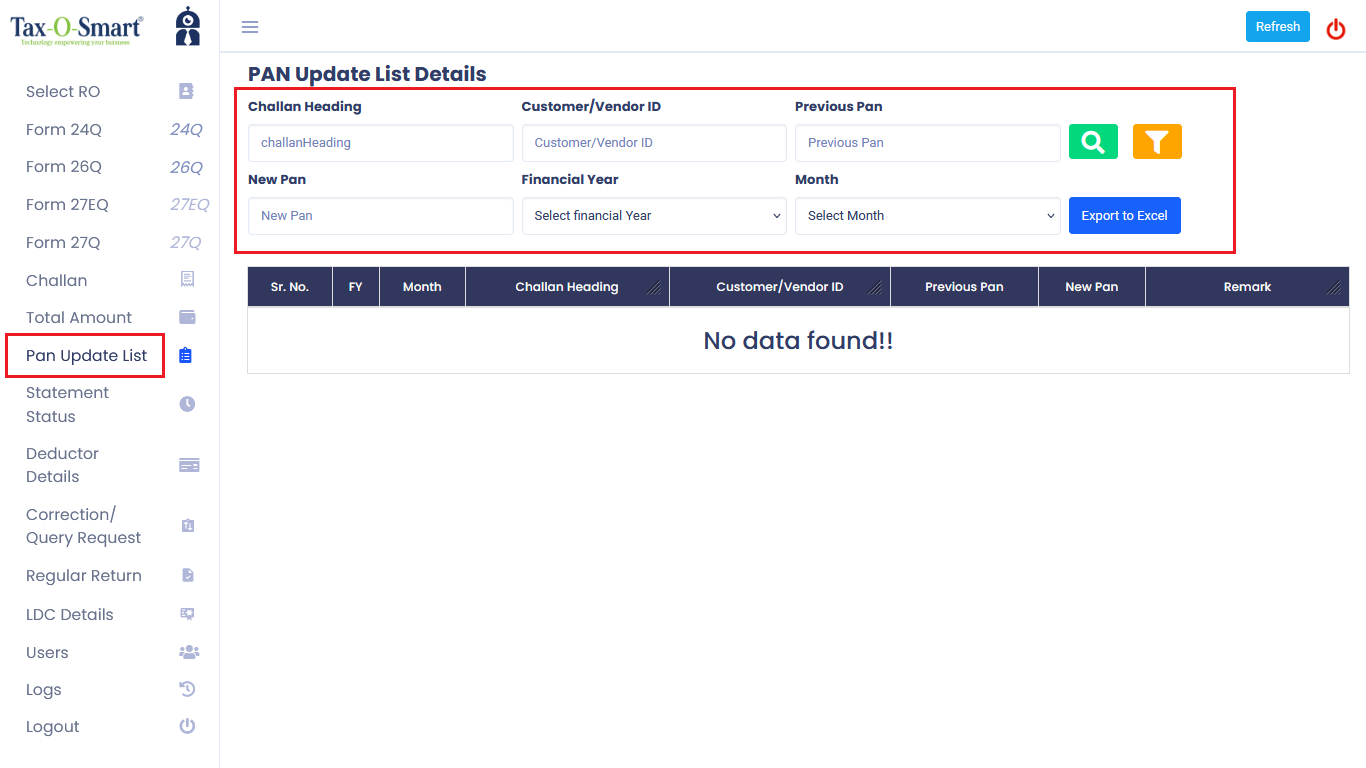 Tax-O-Smart®
Technology empowering your business
Refresh
Select RO
Form 24Q 24Q
Form 26Q 26Q
Form 27EQ 27EQ
Form 27Q 27Q
Challan
Total Amount
Pan Update List
Statement
Status
Deductor
Details
Correction/
Query Request
Regular Return
LDC Details
Users
Logs
Logout
PAN Update List Details
Challan Heading Customer/Vendor ID Previous Pan
challanHeading Customer/Vendor ID Previous Pan
New Pan Financial Year Month
New Pan Select financial Year Select Month Export to Excel
Sr. No. FY Month Challan Heading Customer/Vendor ID Previous Pan New Pan Remark
No data found!!